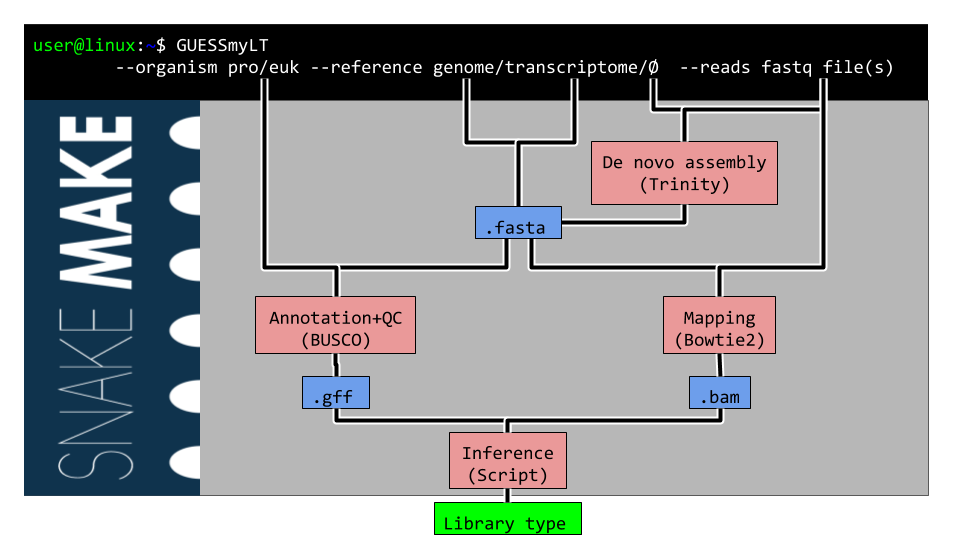 user@linux:~$ GUESSmyLT
--organism pro/euk --reference genome/transcriptome/Ø --reads fastq file(s)
SNAKE MAKE
De novo assembly
(Trinity)
.fasta
Annotation+QC
(BUSCO)
Mapping
(Bowtie2)
.gff
.bam
Inference
(Script)
Library type